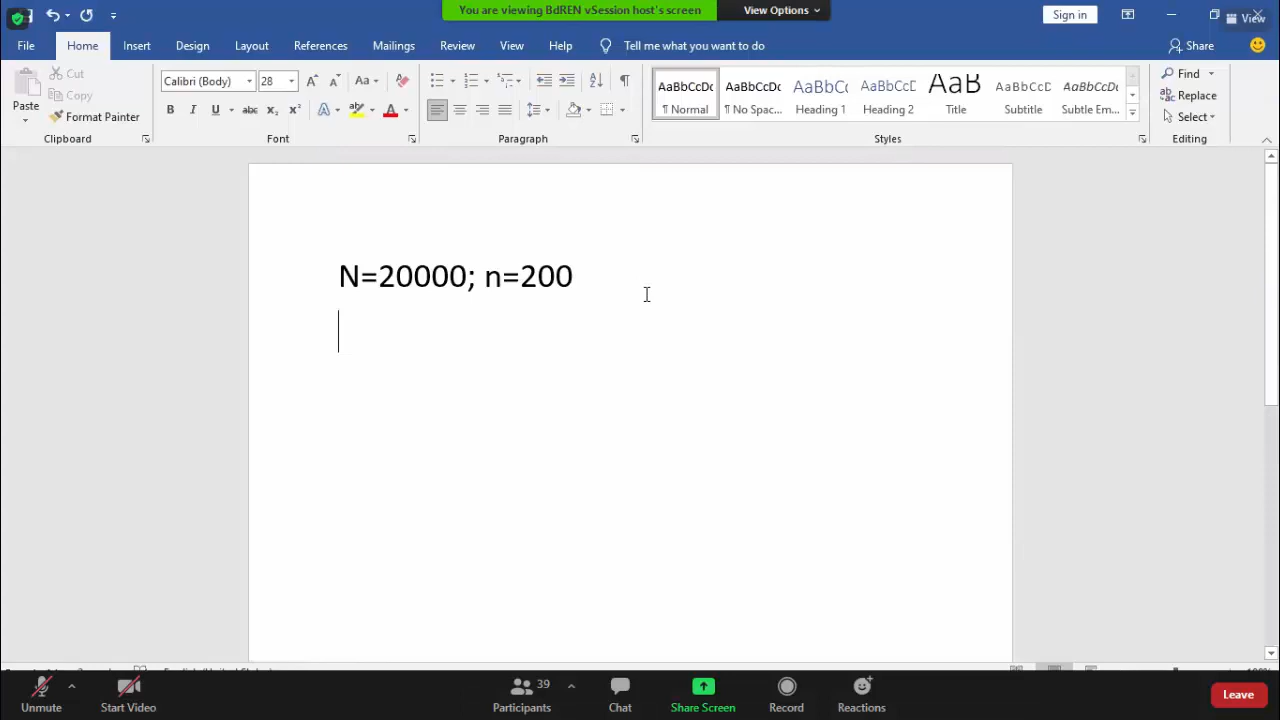 You are viewing BdREN vSession host's screen
View Options
Sign in
View
File
Home
Insert
Design
Layout
References
Mailings
Review
View
Help
Tell me what you want to do
Share
Paste
Cut
Copy
Format Painter
Clipboard
Calibri (Body)
28
Font
Paragraph
AaBbCcDc
¶ Normal
AaBbCcDc
¶ No Spac...
AaBbCc
Heading 1
AaBbCcD
Heading 2
AaB
Title
AaBbCcD
Subtitle
AaBbCcDc
Subtle Em...
Styles
Find
Replace
Select
Editing
N=20000; n=200
Unmute
Start Video
39
Participants
Chat
Share Screen
Record
Reactions
Leave